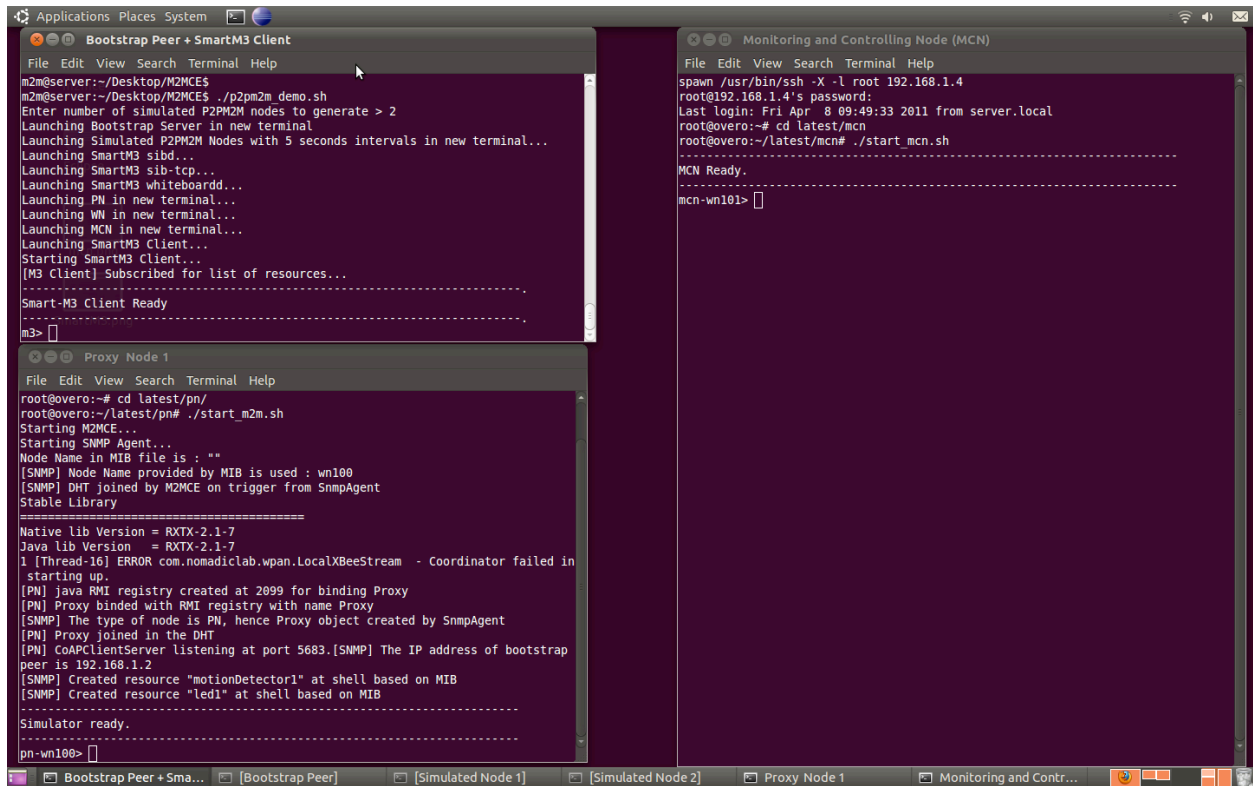 Applications Places System
Bootstrap Peer + SmartM3 Client
File Edit View Search Terminal Help
m2m@server:~/Desktop/M2MCE$
m2m@server:~/Desktop/M2MCE$ ./p2pm2m_demo.sh
Enter number of simulated P2PM2M nodes to generate > 2
Launching Bootstrap Server in new terminal
Launching Simulated P2PM2M Nodes with 5 seconds intervals in new terminal...
Launching SmartM3 sibd...
Launching SmartM3 sib-tcp...
Launching SmartM3 whiteboardd...
Launching PN in new terminal...
Launching WN in new terminal...
Launching MCN in new terminal...
Launching SmartM3 Client...
Starting SmartM3 Client...
[M3 Client] Subscribed for list of resources...
------------------------------------------------------------------------.
Smart-M3 Client Ready
------------------------------------------------------------------------.
m3>
Proxy Node 1
File Edit View Search Terminal Help
root@overo:~# cd latest/pn/
root@overo:~/latest/pn# ./start_m2m.sh
Starting M2MCE...
Starting SNMP Agent...
Node Name in MIB file is : ""
[SNMP] Node Name provided by MIB is used : wn100
[SNMP] DHT joined by M2MCE on trigger from SnmpAgent
Stable Library
=========================================
Native lib Version = RXTX-2.1-7
Java lib Version   = RXTX-2.1-7
1 [Thread-16] ERROR com.nomadiclab.wpan.LocalXBeeStream  - Coordinator failed in
 starting up.
[PN] java RMI registry created at 2099 for binding Proxy
[PN] Proxy binded with RMI registry with name Proxy
[SNMP] The type of node is PN, hence Proxy object created by SnmpAgent
[PN] Proxy joined in the DHT
[PN] CoAPClientServer listening at port 5683.[SNMP] The IP address of bootstrap
peer is 192.168.1.2
[SNMP] Created resource "motionDetector1" at shell based on MIB
[SNMP] Created resource "led1" at shell based on MIB
------------------------------------------------------------------------
Simulator ready.
------------------------------------------------------------------------
pn-wn100>
Monitoring and Controlling Node (MCN)
File Edit View Search Terminal Help
spawn /usr/bin/ssh -X -l root 192.168.1.4
root@192.168.1.4's password:
Last login: Fri Apr  8 09:49:33 2011 from server.local
root@overo:~# cd latest/mcn
root@overo:~/latest/mcn# ./start_mcn.sh
------------------------------------------------------------------------
MCN Ready.
------------------------------------------------------------------------
mcn-wn101>
Bootstrap Peer + Sma... [Bootstrap Peer] [Simulated Node 1] [Simulated Node 2] Proxy Node 1 Monitoring and Contr...